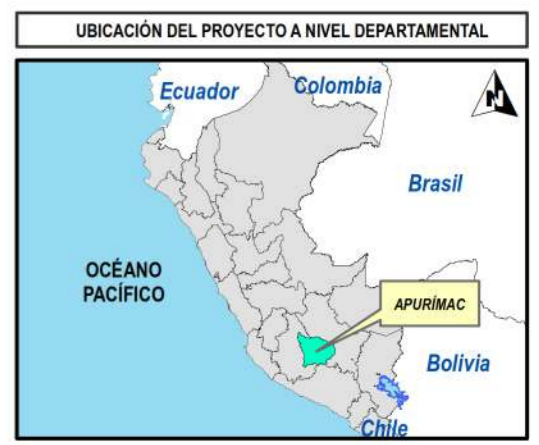 UBICACIÓN DEL PROYECTO A NIVEL DEPARTAMENTAL
Ecuador
Colombia
N
Brasil
OCÉANO
PACÍFICO
APURÍMAC
Bolivia
Chile